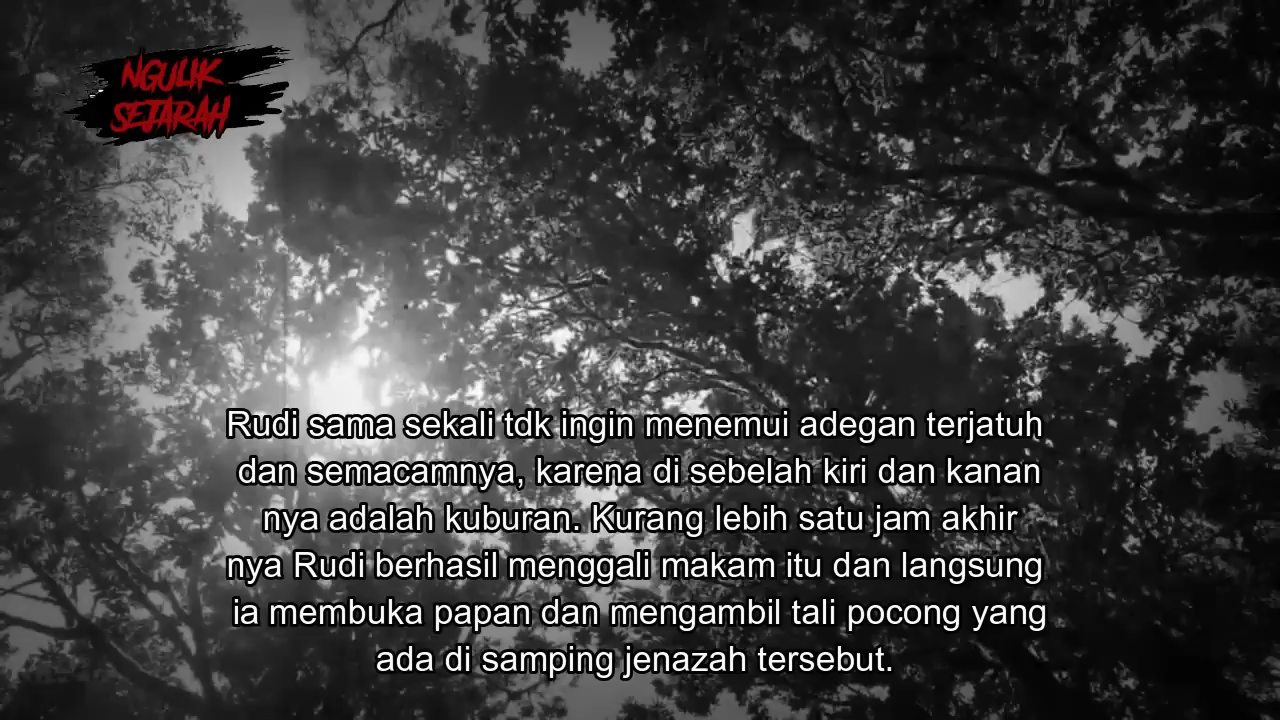 NGULIK
SEJARAH
Rudi sama sekali tdk ingin menemui adegan terjatuh
dan semacamnya, karena di sebelah kiri dan kanan
nya adalah kuburan. Kurang lebih satu jam akhir
nya Rudi berhasil menggali makam itu dan langsung
ia membuka papan dan mengambil tali pocong yang
ada di samping jenazah tersebut.